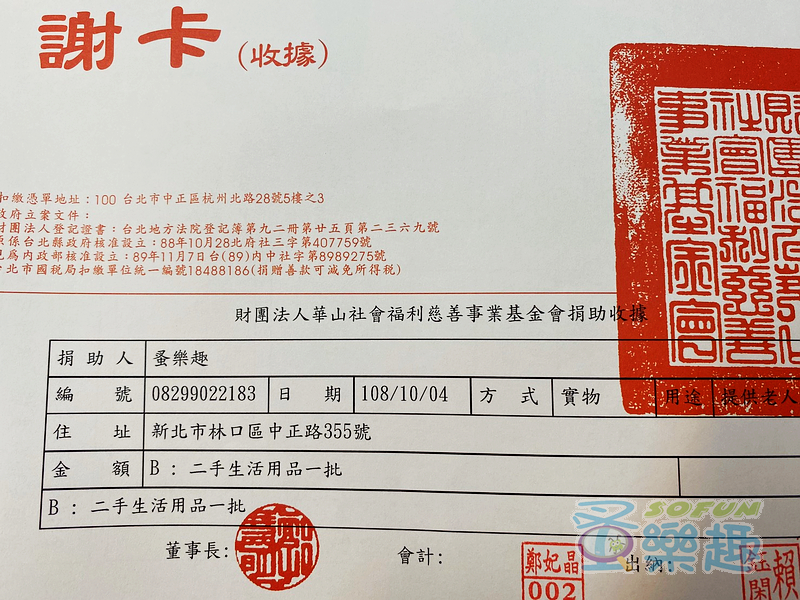 謝卡(收據)
扣繳憑單地址：100 台北市中正區杭州北路28號5樓之3
政府立案文件：
財團法人登記證書：台北地方法院登記簿第九二冊第廿五頁第二三六九號
原係台北縣政府核准設立：88年10月28北府社三字第407759號
見為內政部核准設立：89年11月7日台(89)內中社字第8989275號
台北市國税局扣繳單位統一編號18488186(捐贈善款可減免所得稅)
財團法人華山社會福利慈善事業基金會
財團法人華山社會福利慈善事業基金會捐助收據
捐助人 蚤樂趣
編號 08299022183 日期 108/10/04 方式 實物 用途 提供老人
住址 新北市林口區中正路355號
金額 B : 二手生活用品一批
B : 二手生活用品一批
董事長: 會計: 鄭妃晶 002 出納: 賴
SOFUN
蚤樂趣